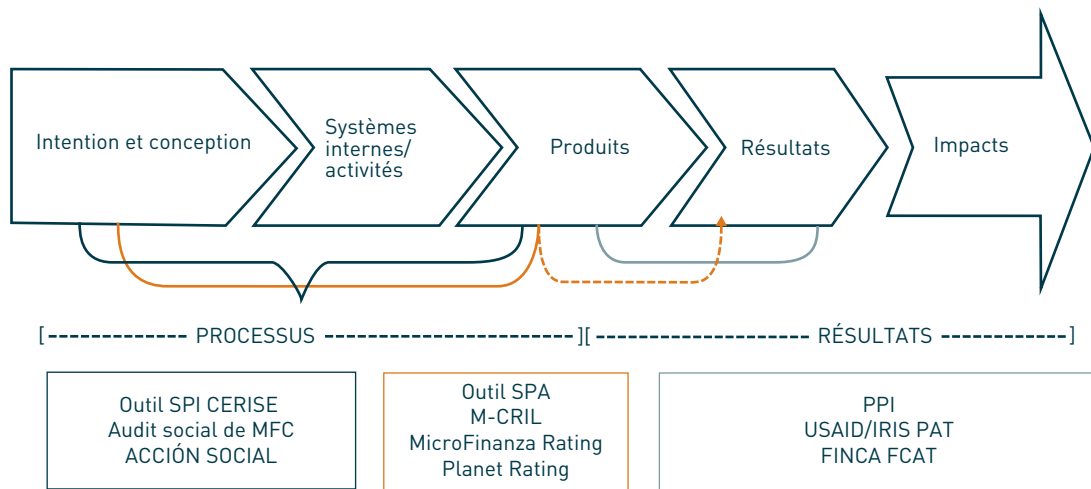 Intention et conception
Systèmes
internes/
activités
Produits
Résultats
Impacts
[ PROCESSUS ][ RÉSULTATS ]
Outil SPI CERISE
Audit social de MFC
ACCIÓN SOCIAL
Outil SPA
M-CRIL
MicroFinanza Rating
Planet Rating
PPI
USAID/IRIS PAT
FINCA FCAT